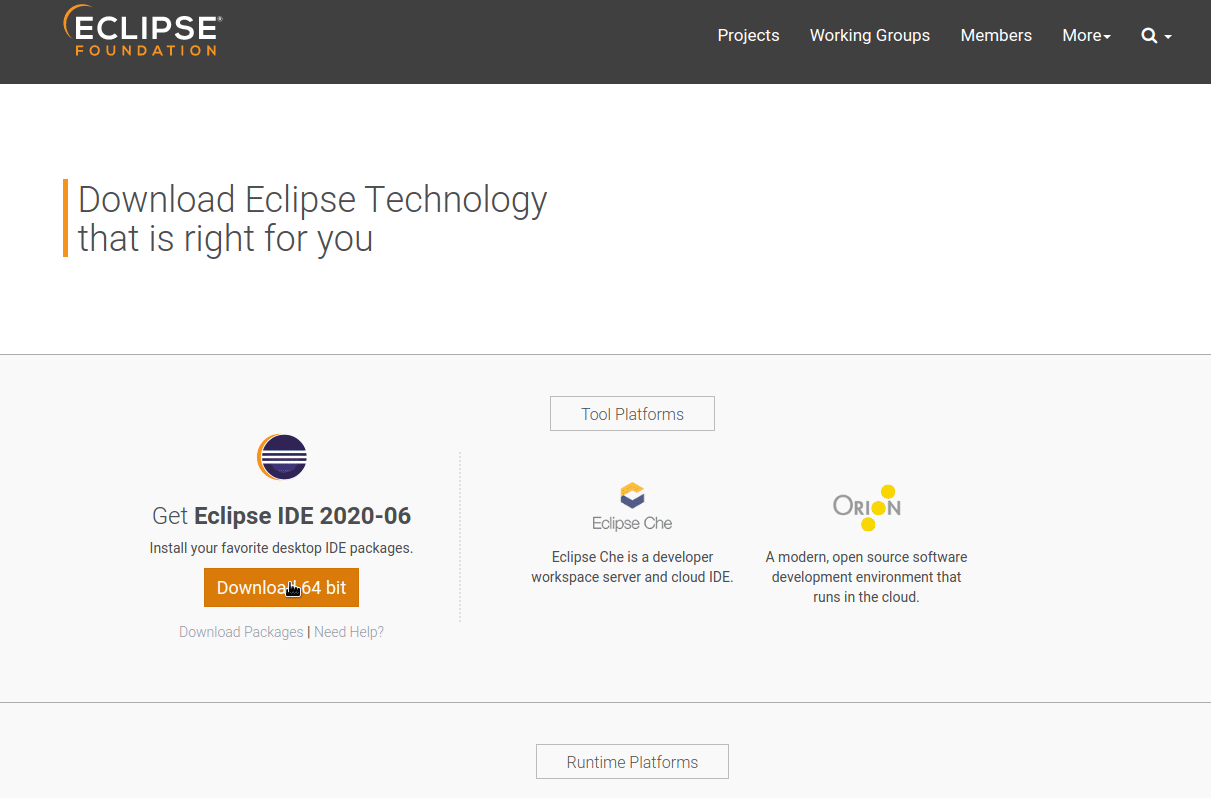 ECLIPSE®
FOUNDATION
Projects Working Groups Members More
Download Eclipse Technology
that is right for you
Tool Platforms
Get Eclipse IDE 2020-06
Install your favorite desktop IDE packages.
Download 64 bit
Download Packages | Need Help?
Eclipse Che
Eclipse Che is a developer
workspace server and cloud IDE.
ORION
A modern, open source software
development environment that
runs in the cloud.
Runtime Platforms